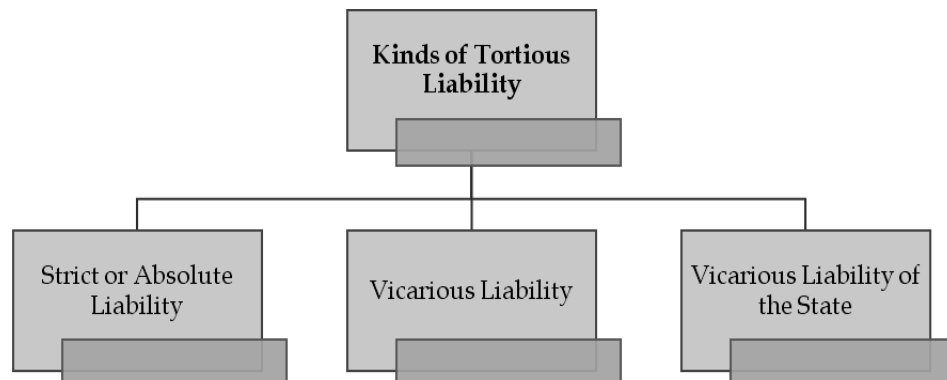 Kinds of Tortious
Liability
Strict or Absolute
Liability
Vicarious Liability
Vicarious Liability of
the State